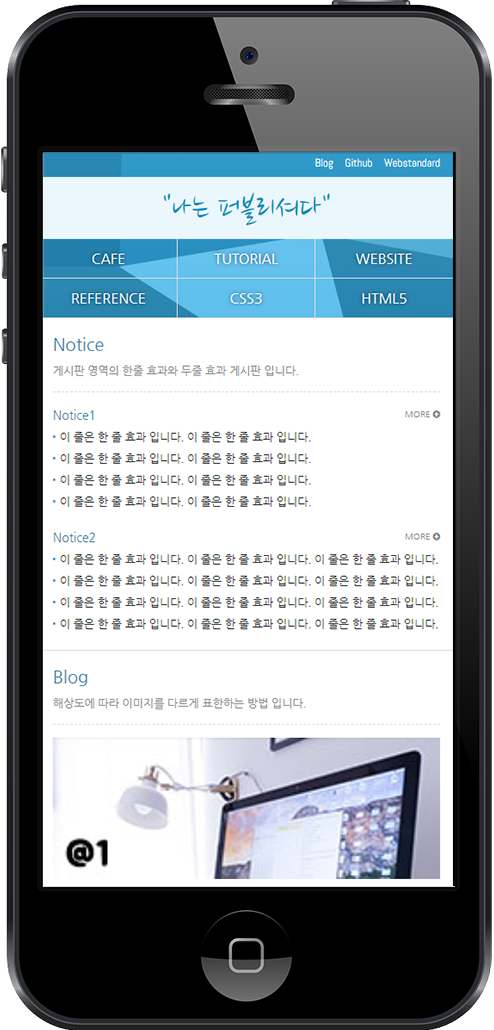 Blog Github Webstandard
"나는 퍼블리셔다"
CAFE TUTORIAL WEBSITE
REFERENCE CSS3 HTML5
Notice
게시판 영역의 한줄 효과와 두줄 효과 게시판 입니다.
Notice1 MORE
이 줄은 한 줄 효과 입니다. 이 줄은 한 줄 효과 입니다.
이 줄은 한 줄 효과 입니다. 이 줄은 한 줄 효과 입니다.
이 줄은 한 줄 효과 입니다. 이 줄은 한 줄 효과 입니다.
이 줄은 한 줄 효과 입니다. 이 줄은 한 줄 효과 입니다.
Notice2 MORE
이 줄은 한 줄 효과 입니다. 이 줄은 한 줄 효과 입니다. 이 줄은 한 줄 효과 입니다.
이 줄은 한 줄 효과 입니다. 이 줄은 한 줄 효과 입니다. 이 줄은 한 줄 효과 입니다.
이 줄은 한 줄 효과 입니다. 이 줄은 한 줄 효과 입니다. 이 줄은 한 줄 효과 입니다.
이 줄은 한 줄 효과 입니다. 이 줄은 한 줄 효과 입니다. 이 줄은 한 줄 효과 입니다.
Blog
해상도에 따라 이미지를 다르게 표한하는 방법 입니다.
@1